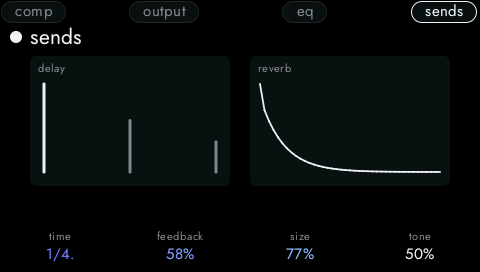 comp output eq sends
sends
delay reverb
time feedback size tone
1/4. 58% 77% 50%